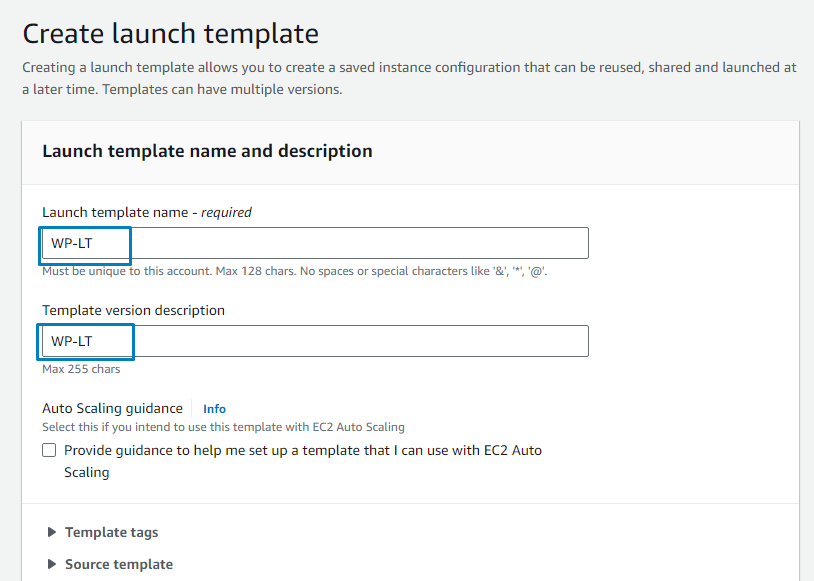 Create launch template
Creating a launch template allows you to create a saved instance configuration that can be reused, shared and launched at
a later time. Templates can have multiple versions.
Launch template name and description
Launch template name - required
WP-LT
Must be unique to this account. Max 128 chars. No spaces or special characters like '&', '*', '@'.
Template version description
WP-LT
Max 255 chars
Auto Scaling guidance Info
Select this if you intend to use this template with EC2 Auto Scaling
Provide guidance to help me set up a template that I can use with EC2 Auto
Scaling
Template tags
Source template